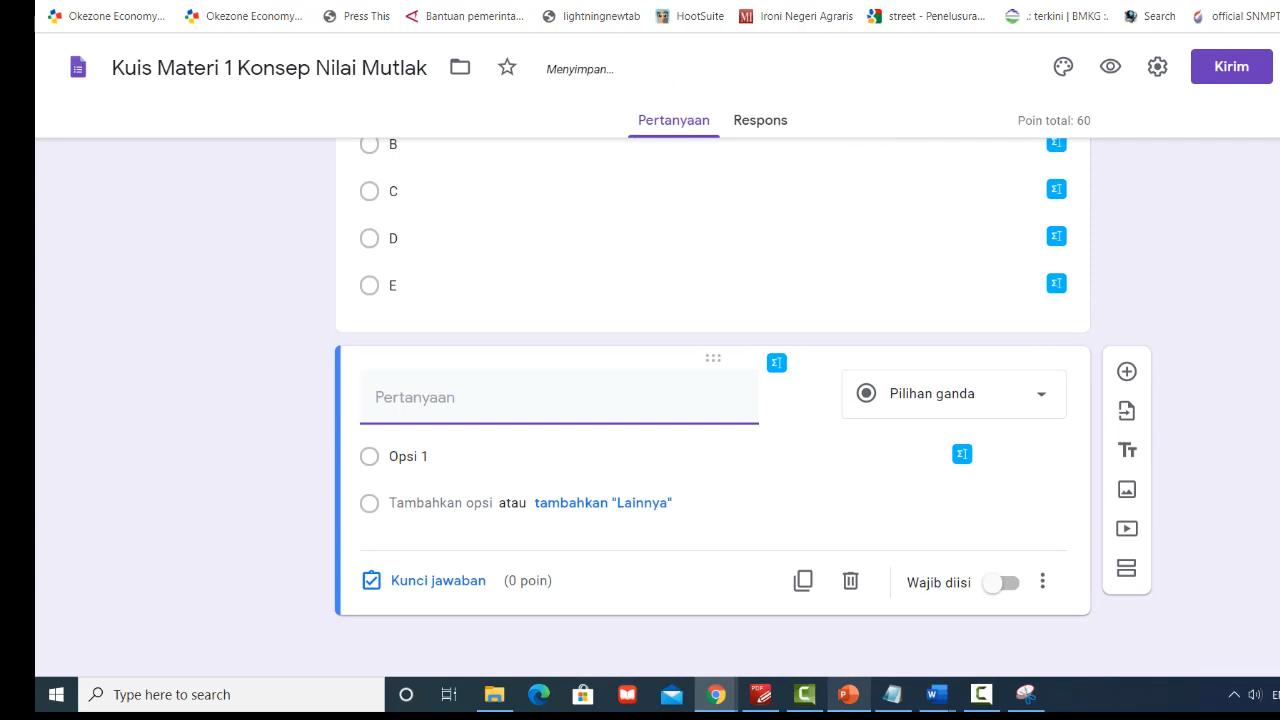 Okezone Economy... Okezone Economy... Press This Bantuan pemerinta... lightningnewtab HootSuite Ironi Negeri Agraris street - Penelusura... .: terkini | BMKG :. Search official SNMPT
Kuis Materi 1 Konsep Nilai Mutlak Menyimpan... Kirim
Pertanyaan Respons Poin total: 60
B
C
D
E
Pertanyaan Pilihan ganda
Opsi 1
Tambahkan opsi atau tambahkan "Lainnya"
Kunci jawaban (0 poin) Wajib diisi
Type here to search